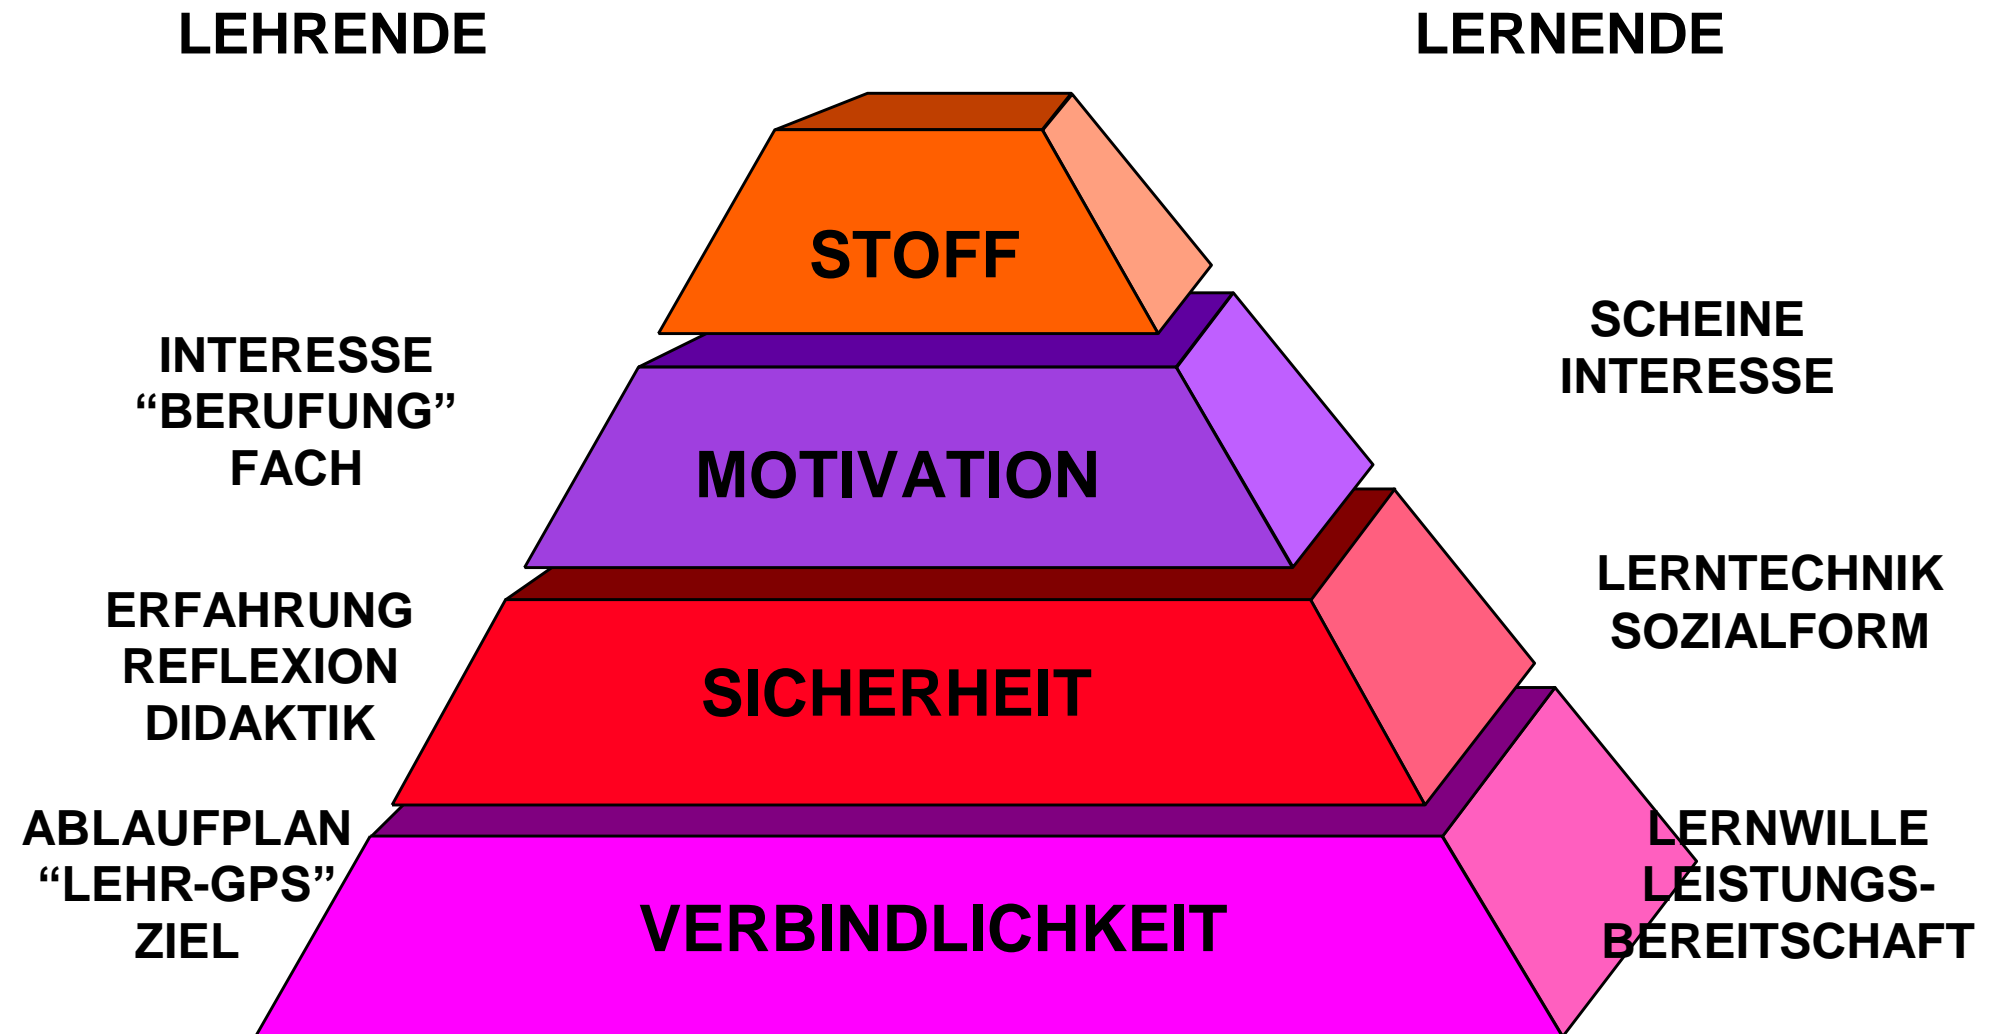 LEHRENDE
LERNENDE
STOFF
INTERESSE
“BERUFUNG”
FACH
MOTIVATION
SCHEINE
INTERESSE
ERFAHRUNG
REFLEXION
DIDAKTIK
SICHERHEIT
LERNTECHNIK
SOZIALFORM
ABLAUFPLAN
“LEHR-GPS”
ZIEL
VERBINDLICHKEIT
LERNWILLE
LEISTUNGS-
BEREITSCHAFT